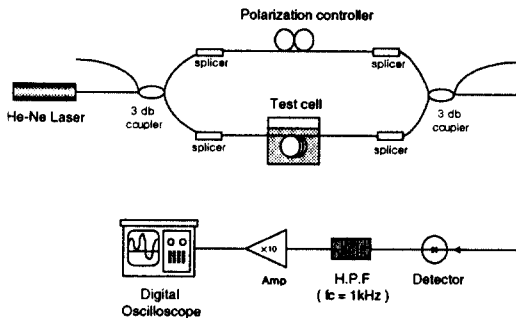 Polarization controller
splicer
splicer
He-Ne Laser
3 db
coupler
Test cell
3 db
coupler
splicer
splicer
×10
Digital
Oscilloscope
Amp
H.P.F
( fc = 1kHz )
Detector